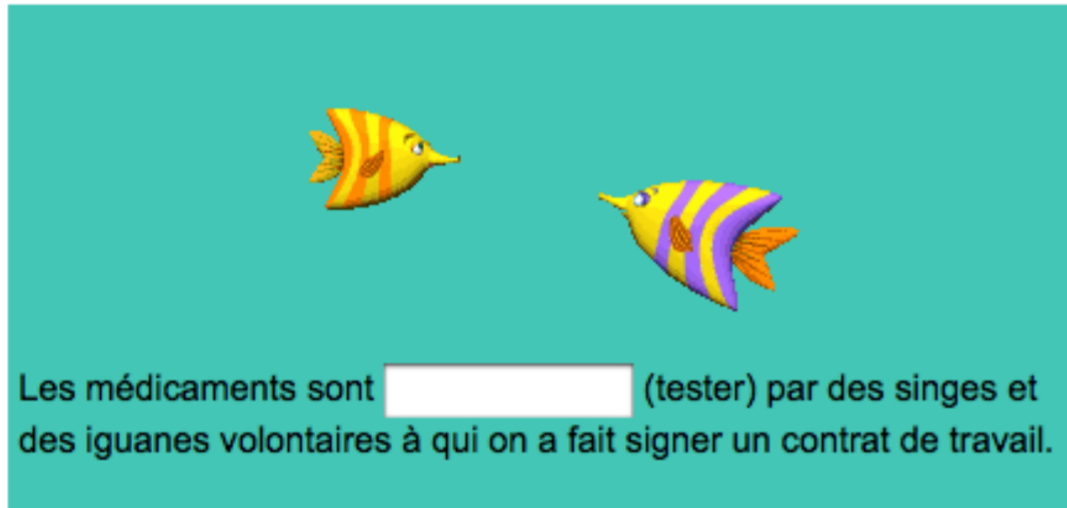 Les médicaments sont (tester) par des singes et
des iguanes volontaires à qui on a fait signer un contrat de travail.